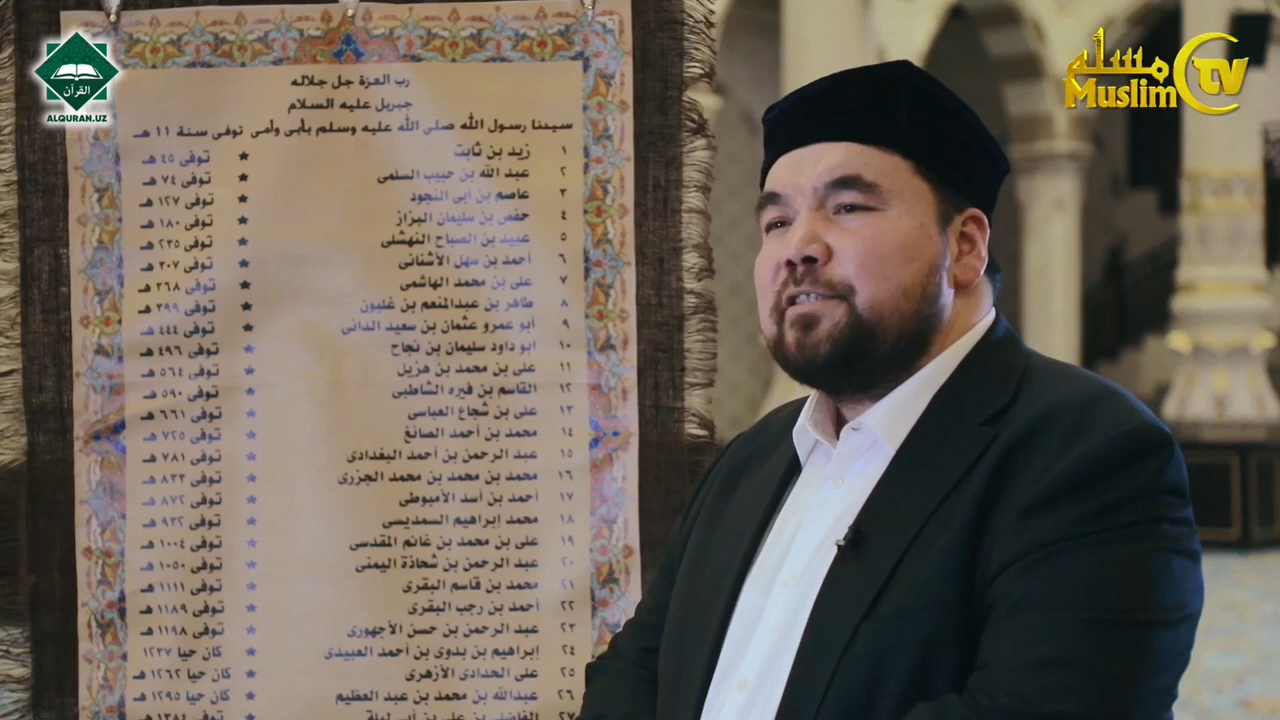 القرآن
ALQURAN.UZ
مسلم
Muslim TV
رب العزة جل جلاله
جبريل عليه السلام
سيدنا رسول الله صلى الله عليه وسلم بأبي وأمي توفى سنة ١١ هـ
١ زيد بن ثابت ★ توفى ٤٥ هـ
٢ عبد الله بن حبيب السلمى ★ توفى ٧٤ هـ
٣ عاصم بن أبى النجود ★ توفى ١٢٧ هـ
٤ حفص بن سليمان البزاز ★ توفى ١٨٠ هـ
٥ عبيد بن الصباح النهشلى ★ توفى ٢٣٥ هـ
٦ أحمد بن سهل الأشنانى ★ توفى ٣٠٧ هـ
٧ على بن محمد الهاشمى ★ توفى ٣٦٨ هـ
٨ طاهر بن عبدالمنعم بن غلبون ★ توفى ٣٩٩ هـ
٩ أبو عمرو عثمان بن سعيد الدانى ★ توفى ٤٤٤ هـ
١٠ ابو داود سليمان بن نجاح ★ توفى ٤٩٦ هـ
١١ على بن محمد بن هزيل ★ توفى ٥٦٤ هـ
١٢ القاسم بن فيره الشاطبى ★ توفى ٥٩٠ هـ
١٣ على بن شجاع العباسى ★ توفى ٦٦١ هـ
١٤ محمد بن أحمد الصانغ ★ توفى ٧٢٥ هـ
١٥ عبد الرحمن بن أحمد البغدادى ★ توفى ٧٨١ هـ
١٦ محمد بن محمد بن محمد الجزرى ★ توفى ٨٣٣ هـ
١٧ أحمد بن أسد الأميوطى ★ توفى ٨٧٢ هـ
١٨ محمد إبراهيم السمديسى ★ توفى ٩٣٢ هـ
١٩ على بن محمد بن غانم المقدسى ★ توفى ١٠٠٤ هـ
٢٠ عبد الرحمن بن شحاذة اليمنى ★ توفى ١٠٥٠ هـ
٢١ محمد بن قاسم البقرى ★ توفى ١١١١ هـ
٢٢ أحمد بن رجب البقرى ★ توفى ١١٨٩ هـ
٢٣ عبد الرحمن بن حسن الأجهورى ★ توفى ١١٩٨ هـ
٢٤ إبراهيم بن بدوى بن أحمد العبيدى ★ كان حيا ١٢٣٧
٢٥ على الحدادى الأزهرى ★ كان حيا ١٢٦٢ هـ
٢٦ عبدالله بن محمد بن عبد العظيم ★ كان حيا ١٢٩٥ هـ
٢٧ الفاضلى بن على بن أبى ليلة ★ توفى ١٣٨٤ هـ